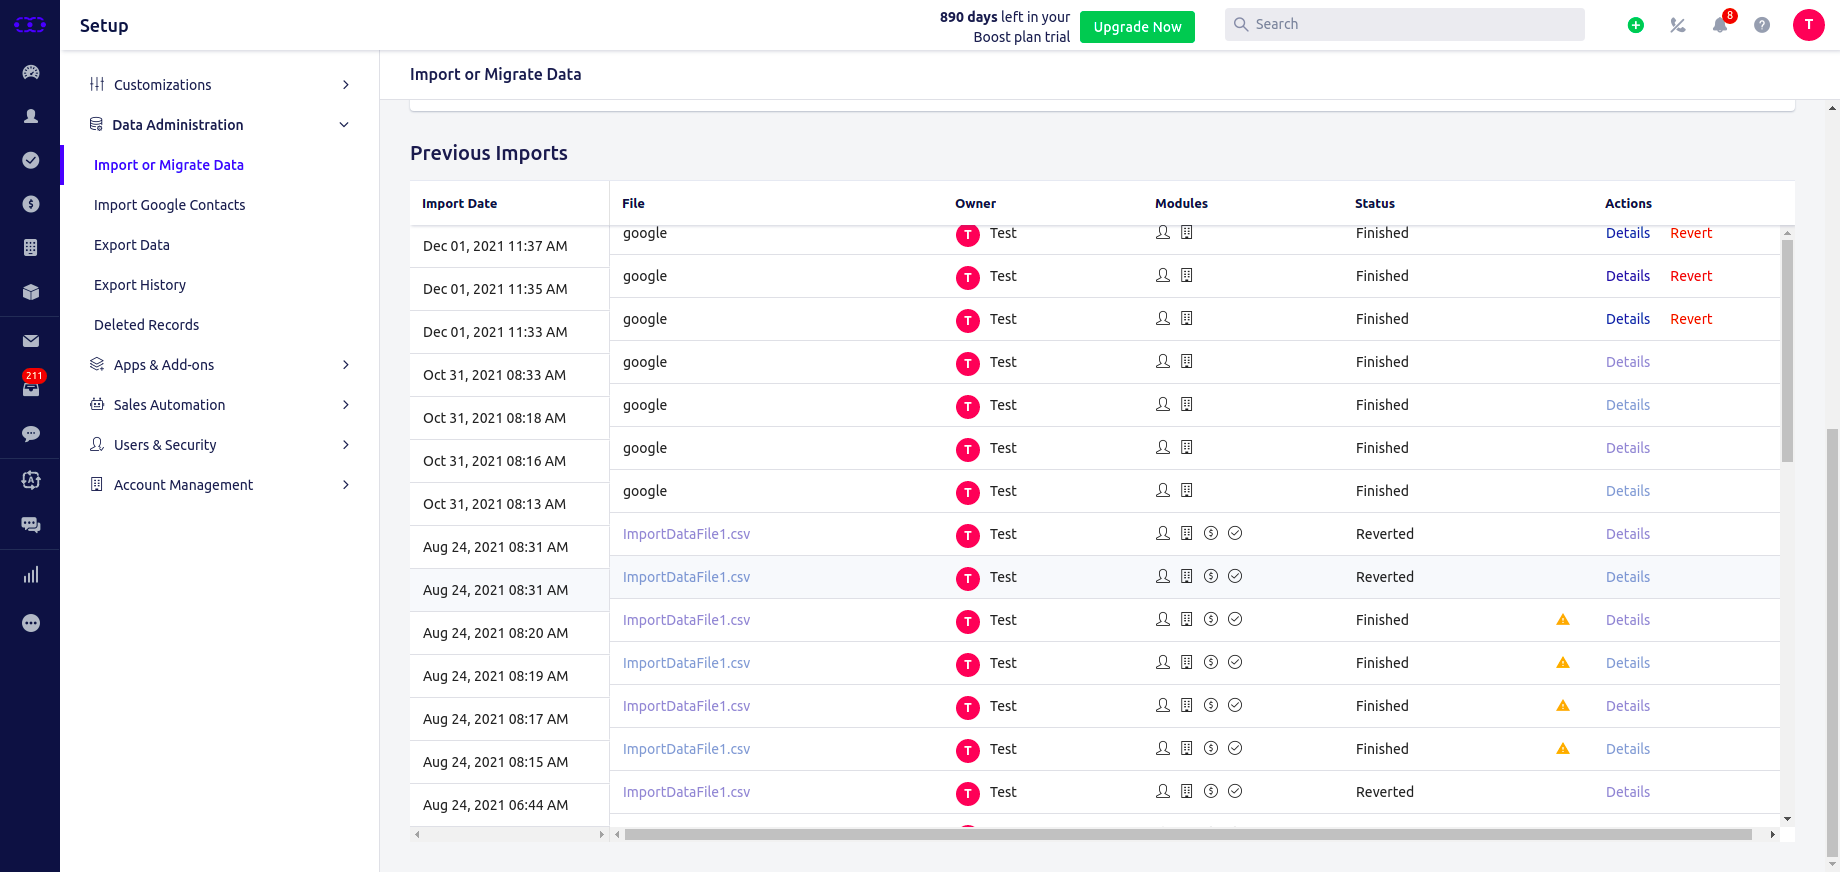 Setup
890 days left in your
Boost plan trial
Upgrade Now
Search
8
?
T
211
A
Customizations
Data Administration
Import or Migrate Data
Import Google Contacts
Export Data
Export History
Deleted Records
Apps & Add-ons
Sales Automation
Users & Security
Account Management
Import or Migrate Data
Previous Imports
Import Date File Owner Modules Status Actions
Dec 01, 2021 11:37 AM google T Test Finished Details Revert
Dec 01, 2021 11:35 AM google T Test Finished Details Revert
Dec 01, 2021 11:33 AM google T Test Finished Details Revert
Oct 31, 2021 08:33 AM google T Test Finished Details
Oct 31, 2021 08:18 AM google T Test Finished Details
Oct 31, 2021 08:16 AM google T Test Finished Details
Oct 31, 2021 08:13 AM google T Test Finished Details
Aug 24, 2021 08:31 AM ImportDataFile1.csv T Test Reverted Details
Aug 24, 2021 08:31 AM ImportDataFile1.csv T Test Reverted Details
Aug 24, 2021 08:20 AM ImportDataFile1.csv T Test Finished Details
Aug 24, 2021 08:19 AM ImportDataFile1.csv T Test Finished Details
Aug 24, 2021 08:17 AM ImportDataFile1.csv T Test Finished Details
Aug 24, 2021 08:15 AM ImportDataFile1.csv T Test Finished Details
Aug 24, 2021 06:44 AM ImportDataFile1.csv T Test Reverted Details